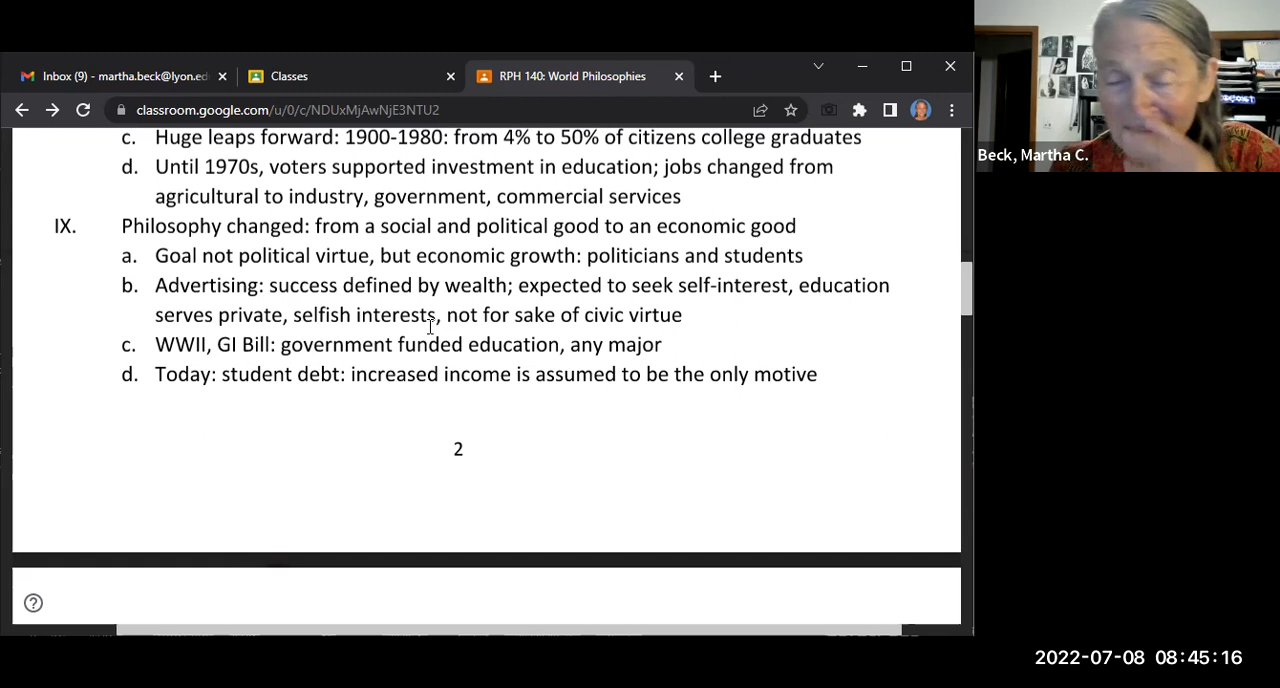 Inbox (9) - martha.beck@lyon.ed
Classes
RPH 140: World Philosophies
classroom.google.com/u/0/c/NDUxMjAwNjE3NTU2
Beck, Martha C.
c. Huge leaps forward: 1900-1980: from 4% to 50% of citizens college graduates
d. Until 1970s, voters supported investment in education; jobs changed from
agricultural to industry, government, commercial services
IX. Philosophy changed: from a social and political good to an economic good
a. Goal not political virtue, but economic growth: politicians and students
b. Advertising: success defined by wealth; expected to seek self-interest, education
serves private, selfish interests, not for sake of civic virtue
c. WWII, GI Bill: government funded education, any major
d. Today: student debt: increased income is assumed to be the only motive
2
2022-07-08 08:45:16